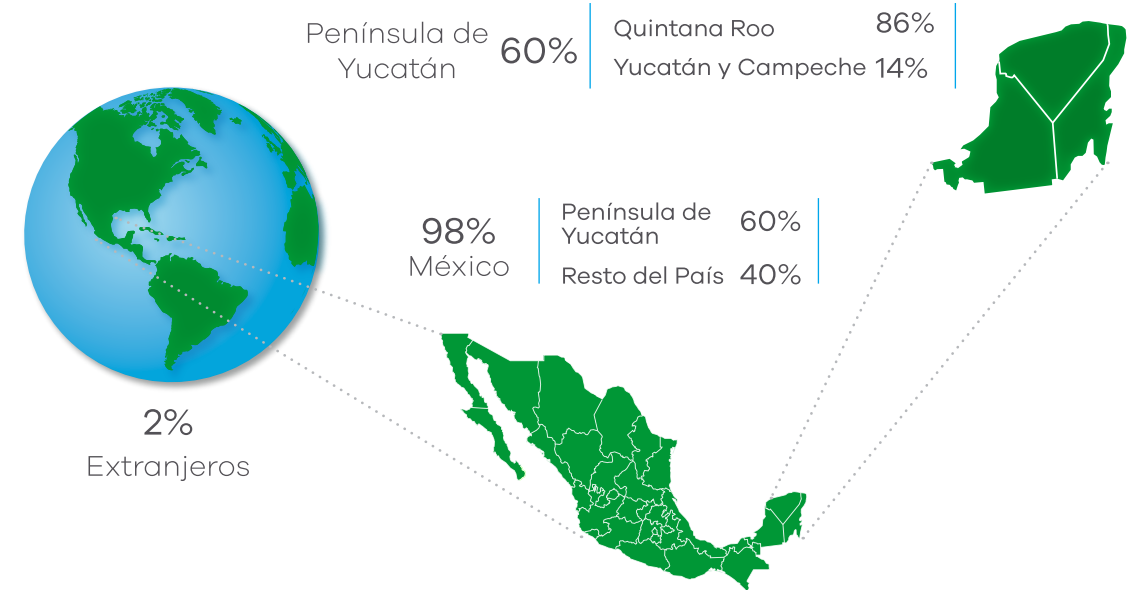 Península de
Yucatán
60%
Quintana Roo 86%
Yucatán y Campeche 14%
98%
México
Península de
Yucatán
60%
Resto del País 40%
2%
Extranjeros